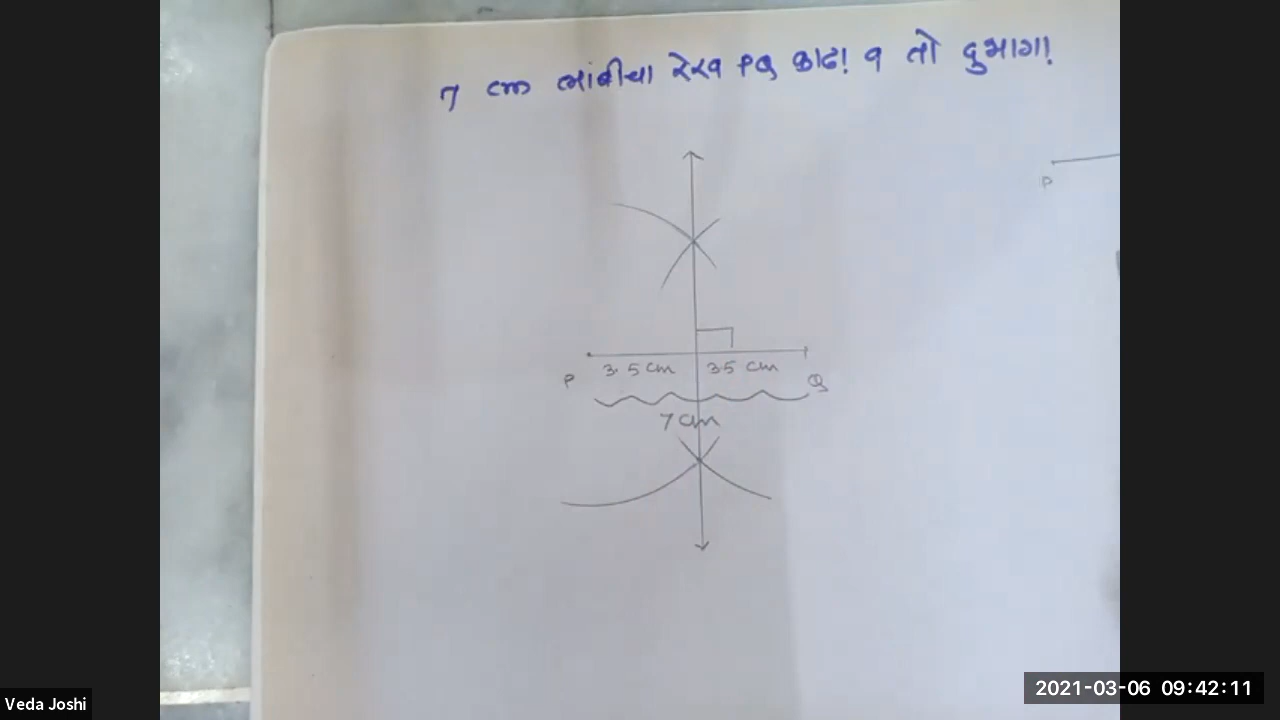 7 cm लांबीचा रेख PQ काढा व तो दुभागा
P
3.5 cm 3.5 cm
P Q
7 cm
Veda Joshi
2021-03-06 09:42:11